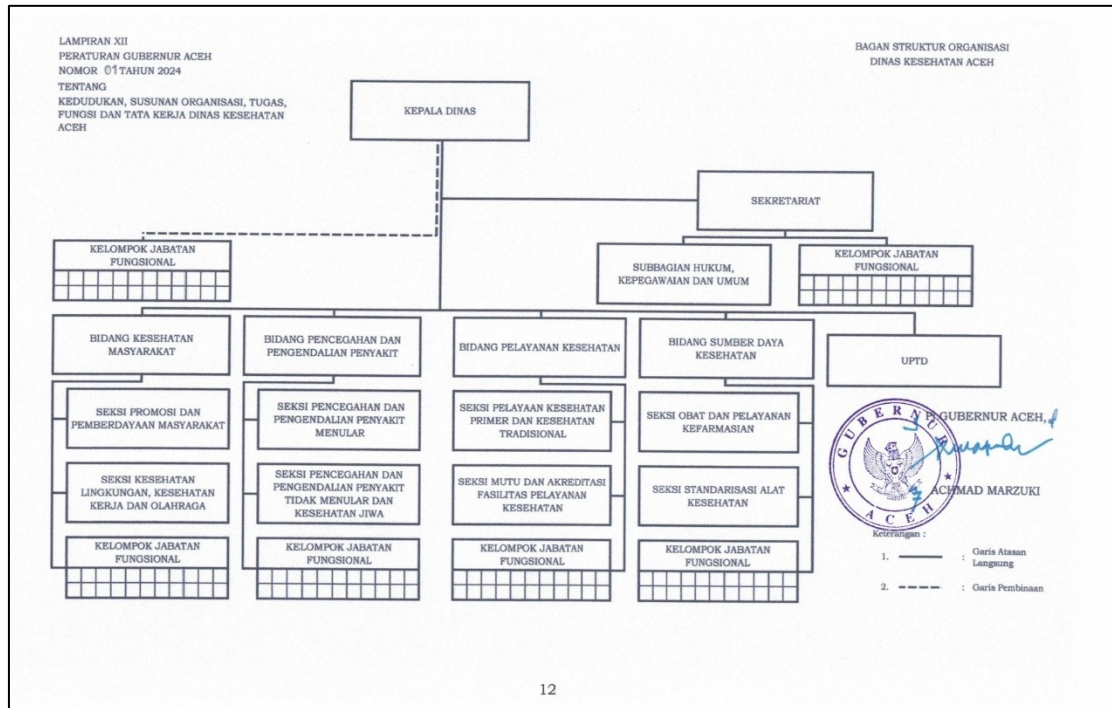 LAMPIRAN XII
PERATURAN GUBERNUR ACEH
NOMOR 01 TAHUN 2024
TENTANG
KEDUDUKAN, SUSUNAN ORGANISASI, TUGAS,
FUNGSI DAN TATA KERJA DINAS KESEHATAN
ACEH
BAGAN STRUKTUR ORGANISASI
DINAS KESEHATAN ACEH
KEPALA DINAS
SEKRETARIAT
KELOMPOK JABATAN
FUNGSIONAL
SUBBAGIAN HUKUM,
KEPEGAWAIAN DAN UMUM
KELOMPOK JABATAN
FUNGSIONAL
BIDANG KESEHATAN
MASYARAKAT
BIDANG PENCEGAHAN DAN
PENGENDALIAN PENYAKIT
BIDANG PELAYANAN KESEHATAN
BIDANG SUMBER DAYA
KESEHATAN
UPTD
SEKSI PROMOSI DAN
PEMBERDAYAAN MASYARAKAT
SEKSI PENCEGAHAN DAN
PENGENDALIAN PENYAKIT
MENULAR
SEKSI PELAYAAN KESEHATAN
PRIMER DAN KESEHATAN
TRADISIONAL
SEKSI OBAT DAN PELAYANAN
KEFARMASIAN
SEKSI KESEHATAN
LINGKUNGAN, KESEHATAN
KERJA DAN OLAHRAGA
SEKSI PENCEGAHAN DAN
PENGENDALIAN PENYAKIT
TIDAK MENULAR DAN
KESEHATAN JIWA
SEKSI MUTU DAN AKREDITASI
FASILITAS PELAYANAN
KESEHATAN
SEKSI STANDARISASI ALAT
KESEHATAN
KELOMPOK JABATAN
FUNGSIONAL
KELOMPOK JABATAN
FUNGSIONAL
KELOMPOK JABATAN
FUNGSIONAL
KELOMPOK JABATAN
FUNGSIONAL
Pj. GUBERNUR ACEH,
GUBERNUR
ACEH
ACHMAD MARZUKI
Keterangan :
1. : Garis Atasan
Langsung
2. : Garis Pembinaan
12